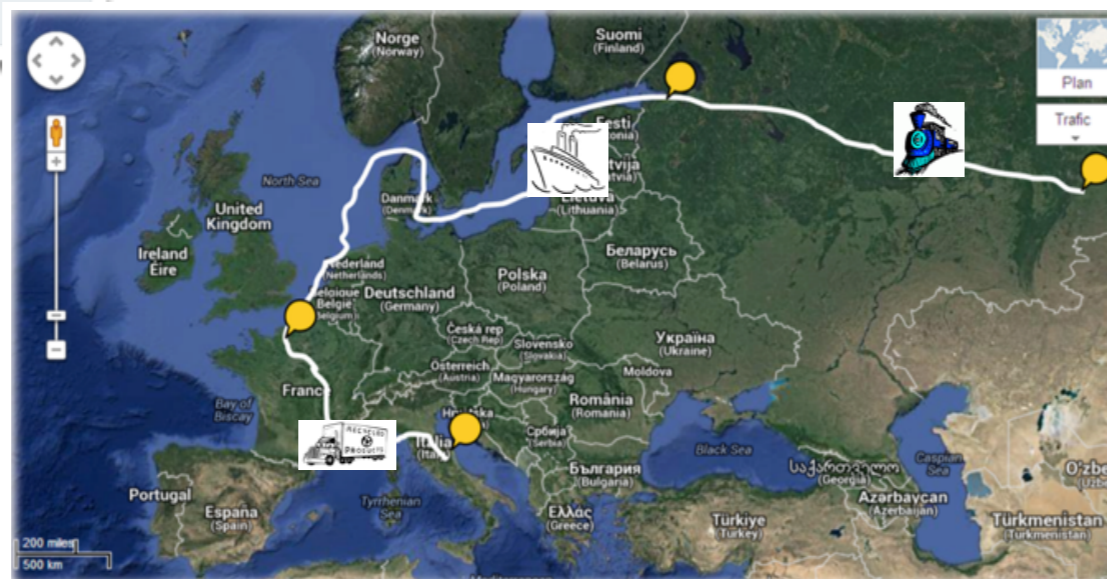 Norge
(Norway)
Suomi
(Finland)
Plan
Trafic
Eesti
North Sea
Danmark
(Denmark)
Lietuva
(Lithuania)
United
Kingdom
Ireland
Éire
Беларусь
(Belarus)
Nederland
(Netherlands)
Polska
(Poland)
Belgique
België
Deutschland
(Germany)
Česká rep
(Czech Rep)
Slovensko
(Slovakia)
Україна
(Ukraine)
Österreich
(Austria)
Magyarország
(Hungary)
Moldova
France
Bay of
Biscay
România
(Romania)
RECYCLED
PRODUCTS
Italia
Србија
(Serbia)
Black Sea
Caspian
Sea
България
(Bulgaria)
საქართველო
(Georgia)
Portugal
España
(Spain)
Tyrrhenian
Sea
Ελλάς
(Greece)
Türkiye
(Turkey)
Azərbaycan
(Azerbaijan)
Türkmenistan
(Turkmenistan)
200 miles
500 km